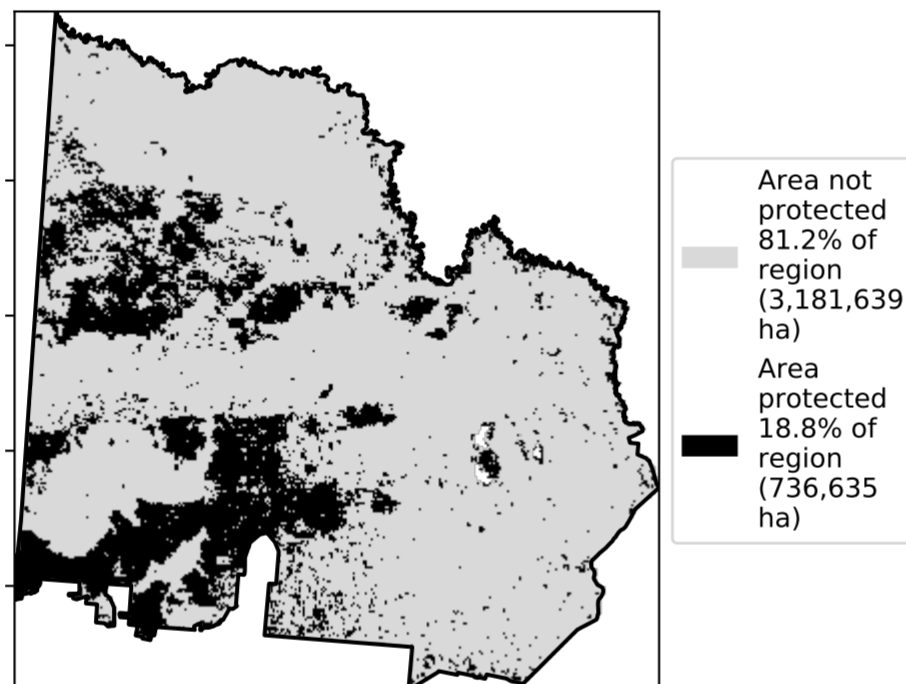 Area not
protected
81.2% of
region
(3,181,639
ha)
Area
protected
18.8% of
region
(736,635
ha)